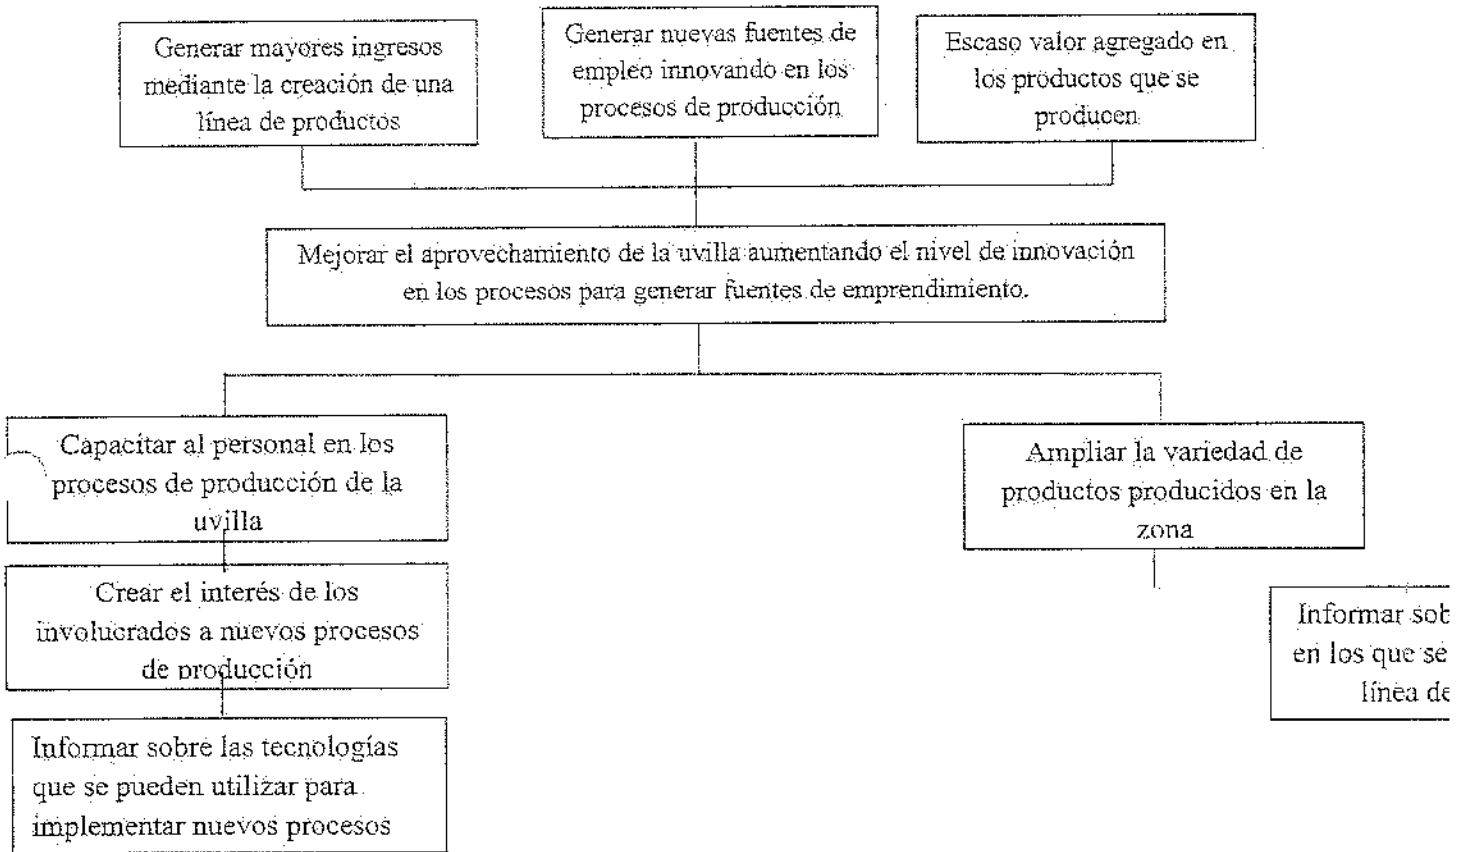 Generar mayores ingresos
mediante la creación de una
línea de productos
Generar nuevas fuentes de
empleo innovando en los
procesos de producción
Escaso valor agregado en
los productos que se
producen
Mejorar el aprovechamiento de la uvilla aumentando el nivel de innovación
en los procesos para generar fuentes de emprendimiento.
Capacitar al personal en los
procesos de producción de la
uvilla
Ampliar la variedad de
productos producidos en la
zona
Crear el interés de los
involucrados a nuevos procesos
de producción
Informar
en los que se
línea de
Informar sobre las tecnologías
que se pueden utilizar para
implementar nuevos procesos